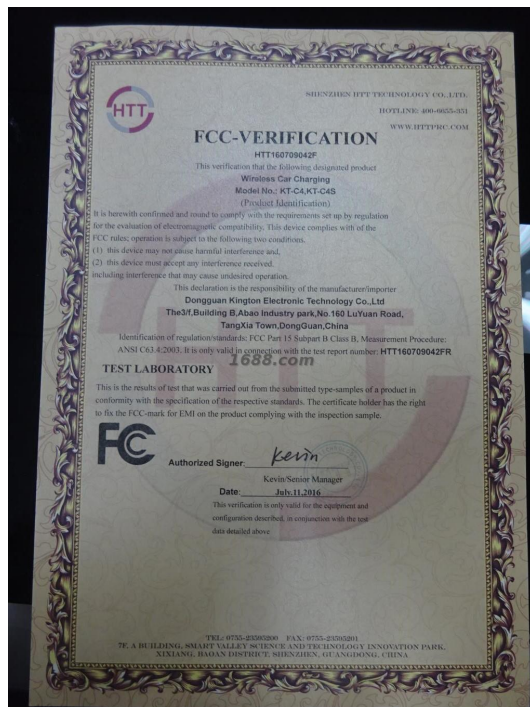 HTT
SHENZHEN HTT TECHNOLOGY CO., LTD.
HOTLINE: 400-6655-351
WWW.HTTPRC.COM
FCC-VERIFICATION
HTT160709042F
This verification that the following designated product
Wireless Car Charging
Model No.: KT-C4,KT-C4S
(Product Identification)
It is herewith confirmed and found to comply with the requirements set up by regulation
for the evaluation of electromagnetic compatibility. This device complies with of the
FCC rules; operation is subject to the following two conditions.
(1) this device may not cause harmful interference and,
(2) this device must accept any interference received.
including interference that may cause undesired operation.
This declaration is the responsibility of the manufacturer/importer
Dongguan Kington Electronic Technology Co.,Ltd
The3/f,Building B,Abao Industry park,No.160 LuYuan Road,
TangXia Town,DongGuan,China
Identification of regulation/standards: FCC Part 15 Subpart B Class B, Measurement Procedure:
ANSI C63.4:2003. It is only valid in connection with the test report number: HTT160709042FR
1688.com
TEST LABORATORY
This is the results of test that was carried out from the submitted type-samples of a product in
conformity with the specification of the respective standards. The certificate holder has the right
to fix the FCC-mark for EMI on the product complying with the inspection sample.
FC
Authorized Signer: Kevin
Kevin/Senior Manager
Date: July.11,2016
This verification is only valid for the equipment and
configuration described, in conjunction with the test
data detailed above
TEL: 0755-23595200 FAX: 0755-23595201
7F, A BUILDING, SMART VALLEY SCIENCE AND TECHNOLOGY INNOVATION PARK,
XIXIANG, BAOAN DISTRICT, SHENZHEN, GUANGDONG, CHINA